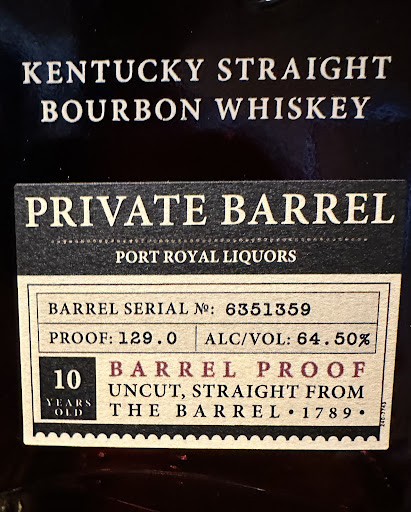 KENTUCKY STRAIGHT
BOURBON WHISKEY
PRIVATE BARREL
PORT ROYAL LIQUORS
BARREL SERIAL №: 6351359
PROOF: 129.0 ALC/VOL: 64.50%
10
YEARS
OLD
BARREL PROOF
UNCUT, STRAIGHT FROM
THE BARREL • 1789 •